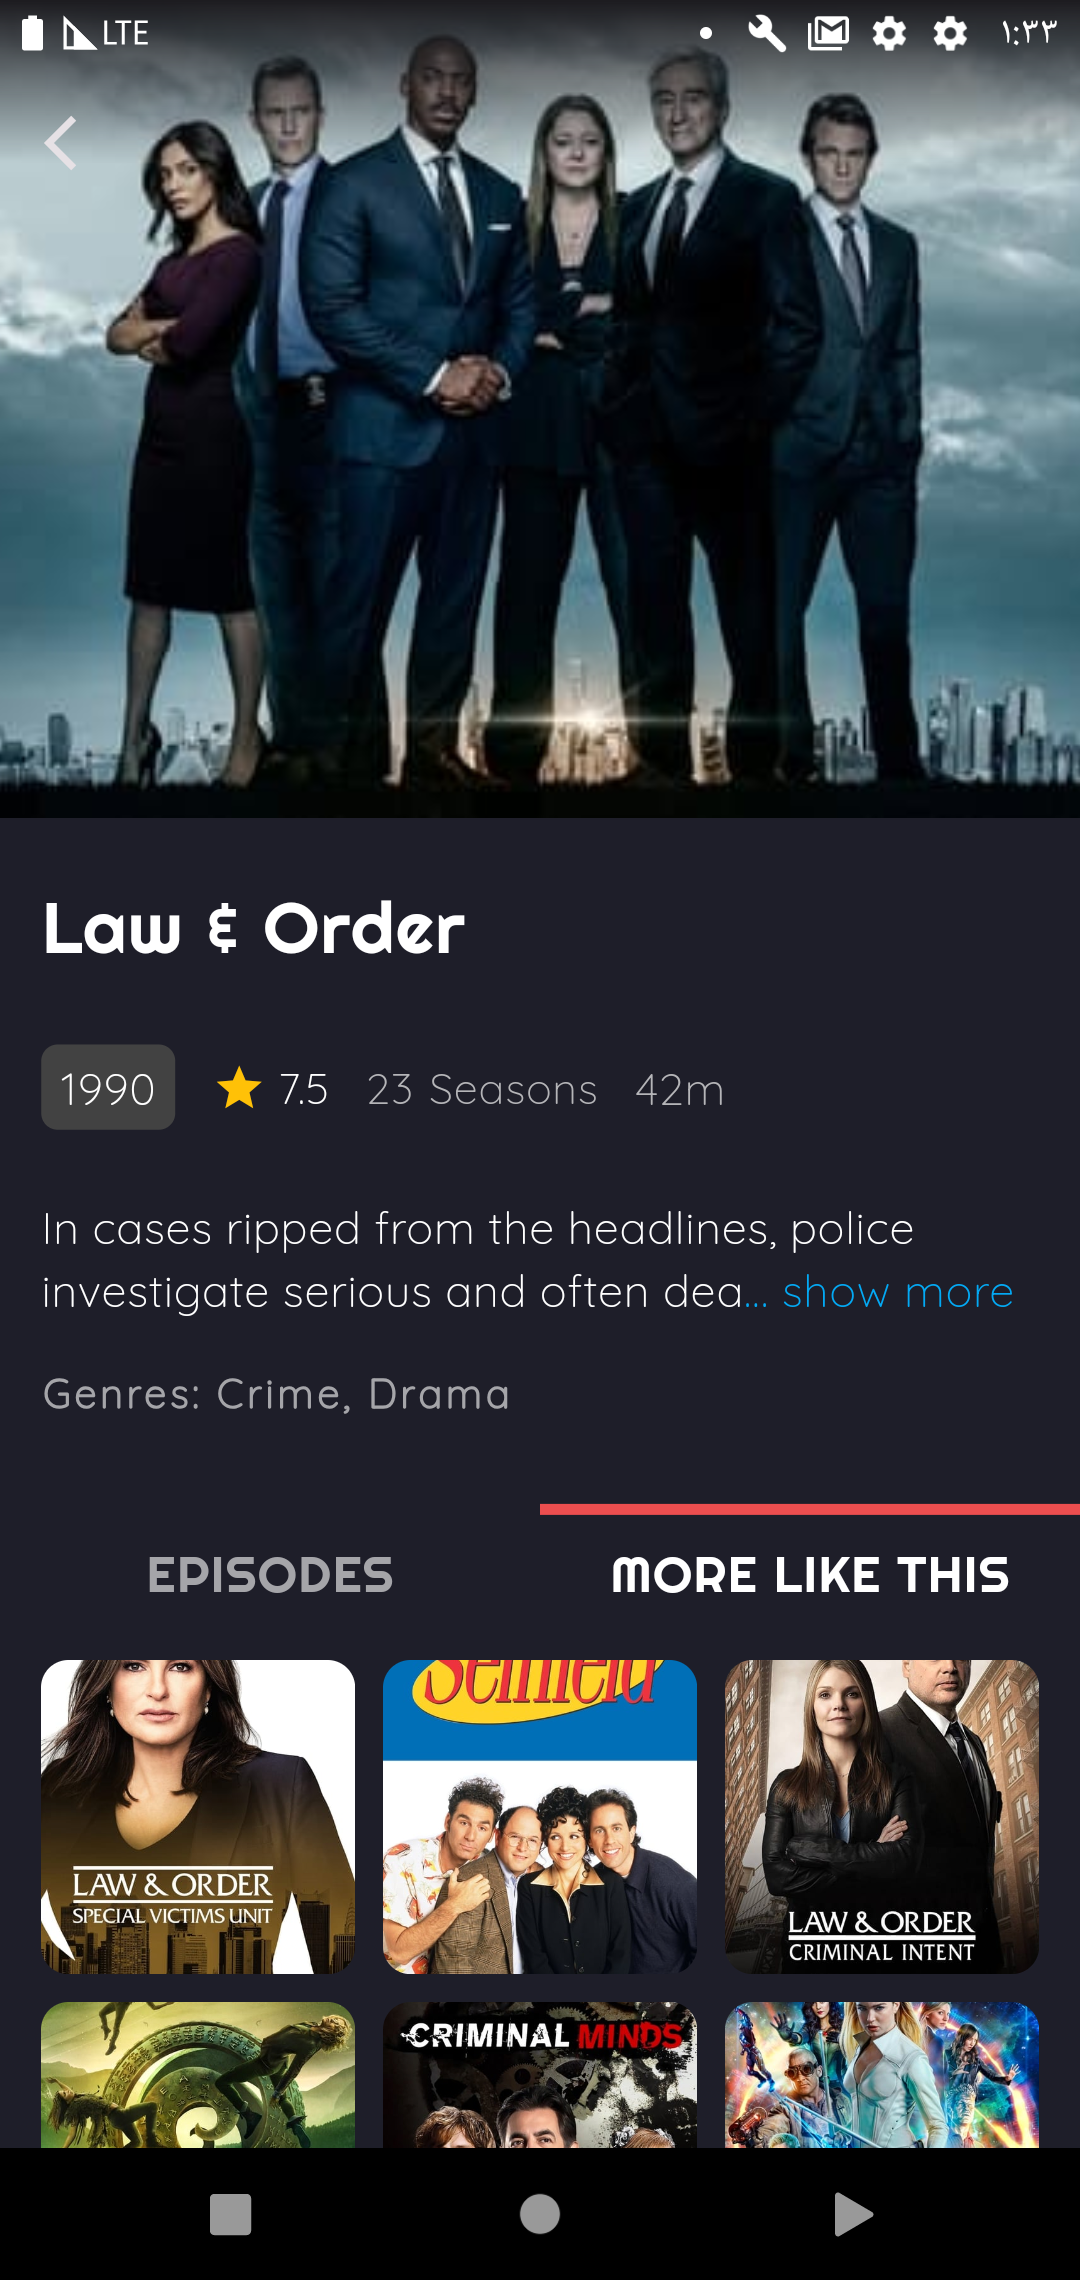 LTE
۱:۳۳
Law & Order
1990 7.5 23 Seasons 42m
In cases ripped from the headlines, police
investigate serious and often dea... show more
Genres: Crime, Drama
EPISODES MORE LIKE THIS
LAW & ORDER
SPECIAL VICTIMS UNIT
Seinfeld
LAW & ORDER
CRIMINAL INTENT
CRIMINAL MINDS